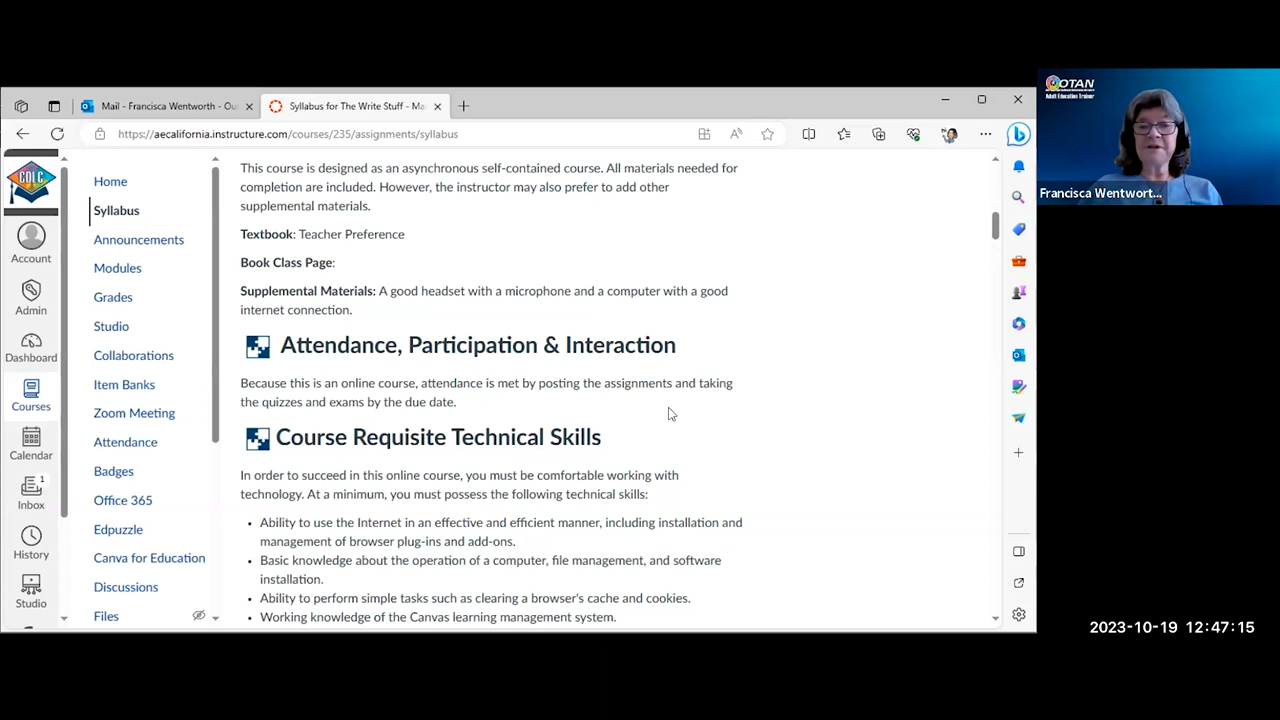 Mail - Francisca Wentworth - Ou
Syllabus for The Write Stuff - Ma
https://aecalifornia.instructure.com/courses/235/assignments/syllabus
CDLC
Account
Admin
Dashboard
Courses
Calendar
1
Inbox
History
Studio
Home
Syllabus
Announcements
Modules
Grades
Studio
Collaborations
Item Banks
Zoom Meeting
Attendance
Badges
Office 365
Edpuzzle
Canva for Education
Discussions
Files
This course is designed as an asynchronous self-contained course. All materials needed for
completion are included. However, the instructor may also prefer to add other
supplemental materials.
Textbook: Teacher Preference
Book Class Page:
Supplemental Materials: A good headset with a microphone and a computer with a good
internet connection.
Attendance, Participation & Interaction
Because this is an online course, attendance is met by posting the assignments and taking
the quizzes and exams by the due date.
Course Requisite Technical Skills
In order to succeed in this online course, you must be comfortable working with
technology. At a minimum, you must possess the following technical skills:
• Ability to use the Internet in an effective and efficient manner, including installation and
management of browser plug-ins and add-ons.
• Basic knowledge about the operation of a computer, file management, and software
installation.
• Ability to perform simple tasks such as clearing a browser's cache and cookies.
• Working knowledge of the Canvas learning management system.
OTAN
Adult Education Trainer
Francisca Wentwort...
2023-10-19 12:47:15